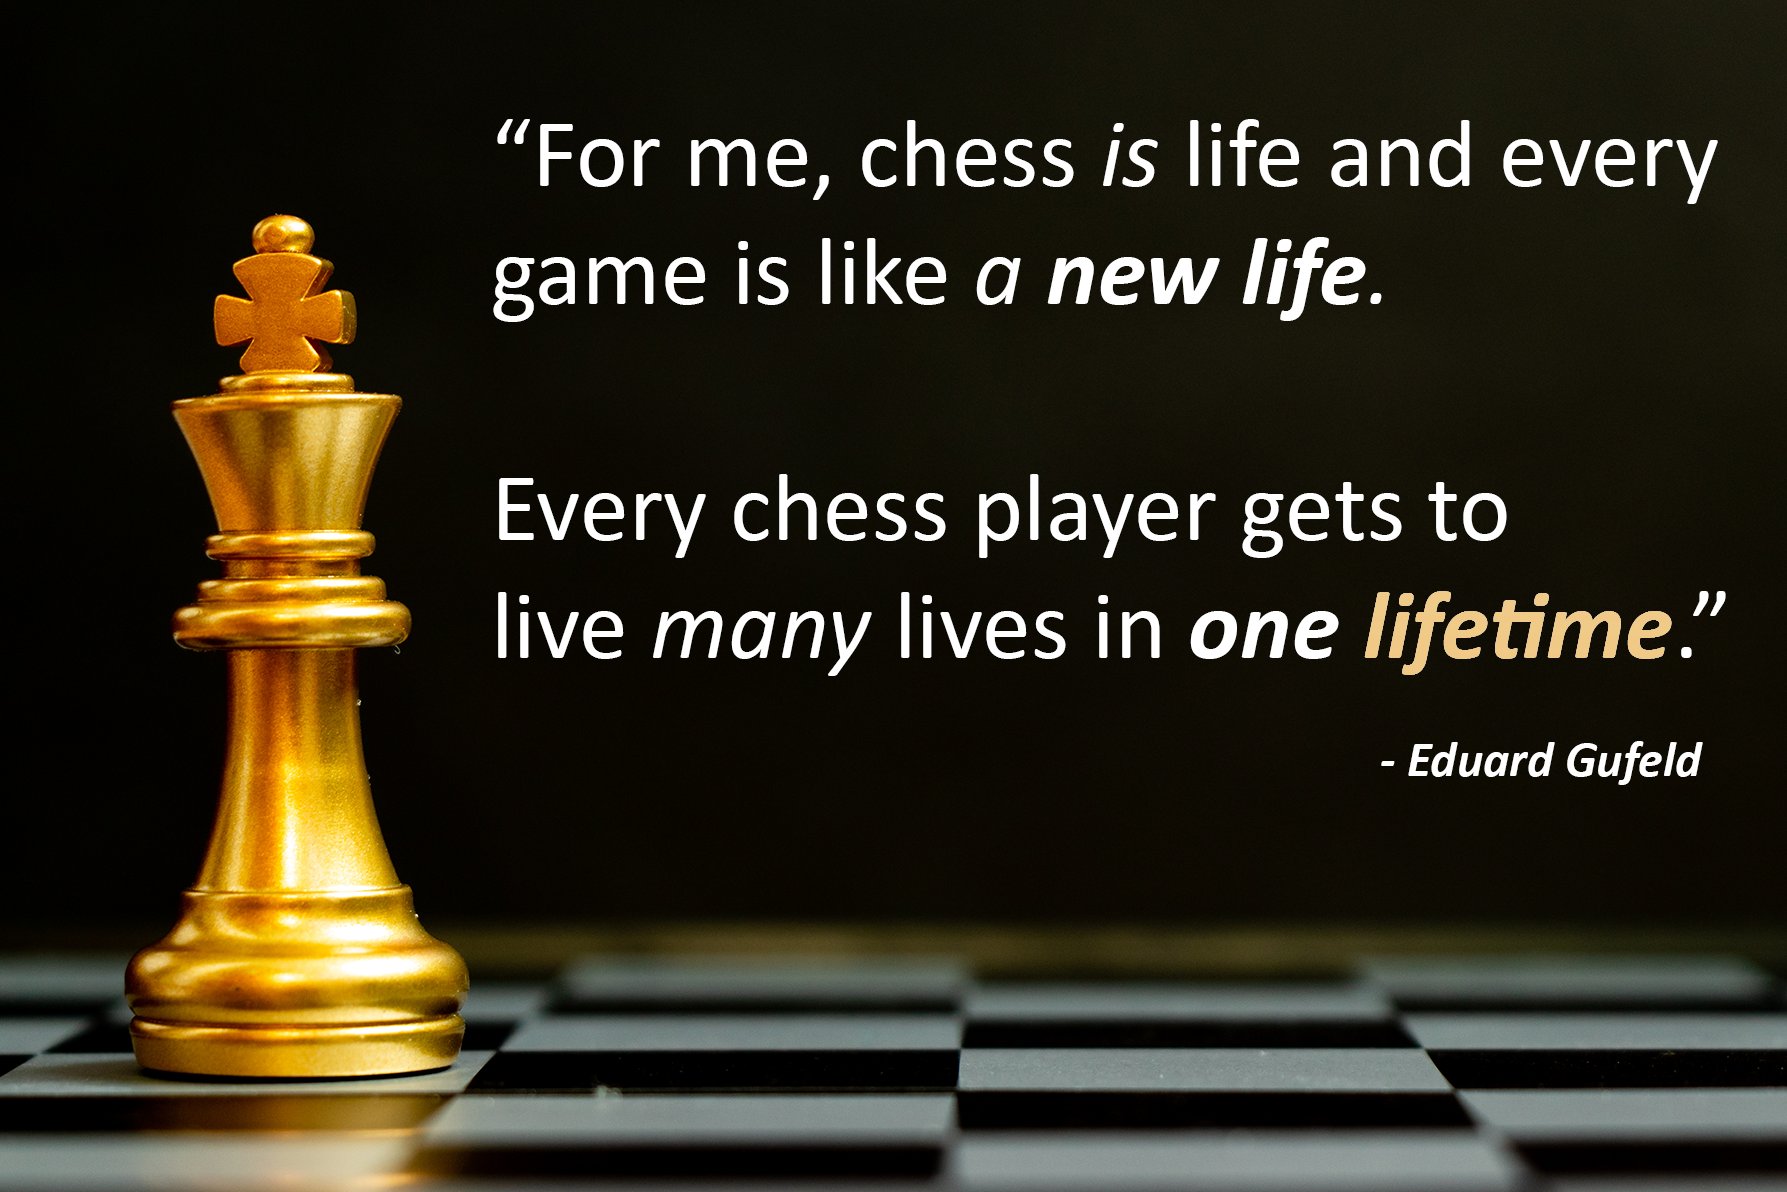 “For me, chess is life and every
game is like a new life.
Every chess player gets to
live many lives in one lifetime.”
- Eduard Gufeld